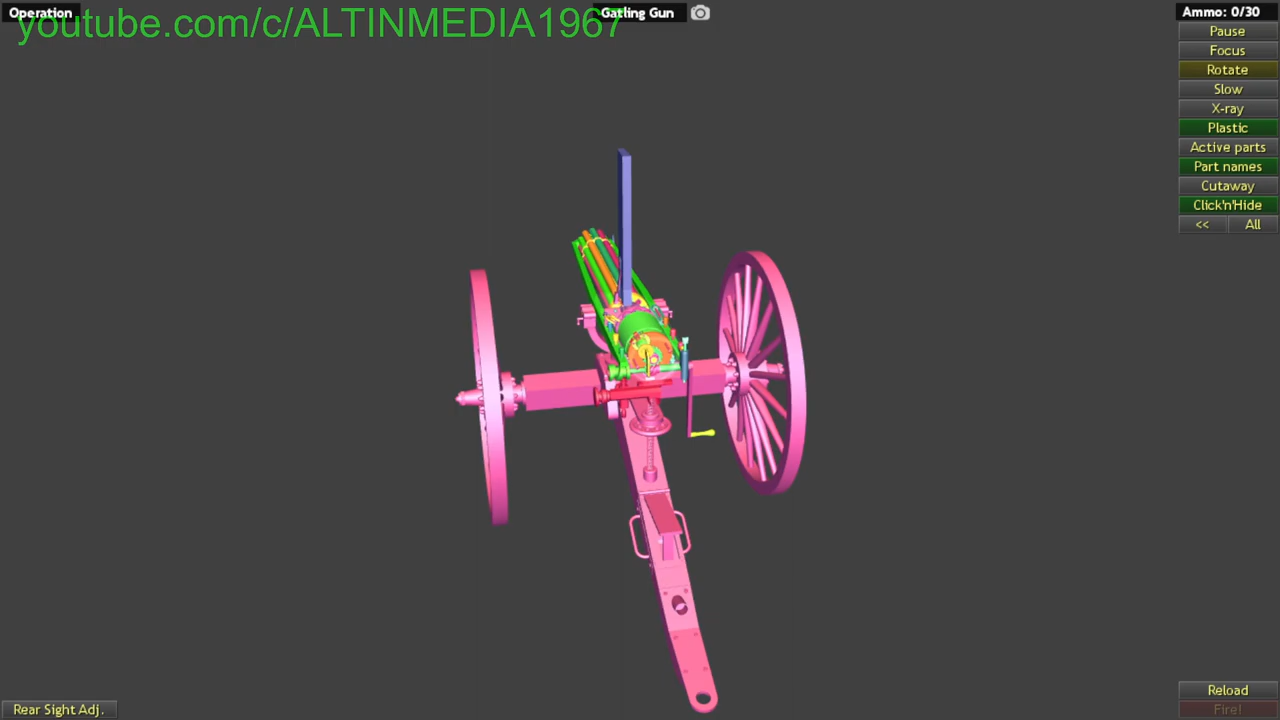 Operation
Gatling Gun
youtube.com/c/ALTINMEDIA1967
Ammo: 0/30
Pause
Focus
Rotate
Slow
X-ray
Plastic
Active parts
Part names
Cutaway
Click'n'Hide
<< All
Rear Sight Adj.
Reload
Fire!